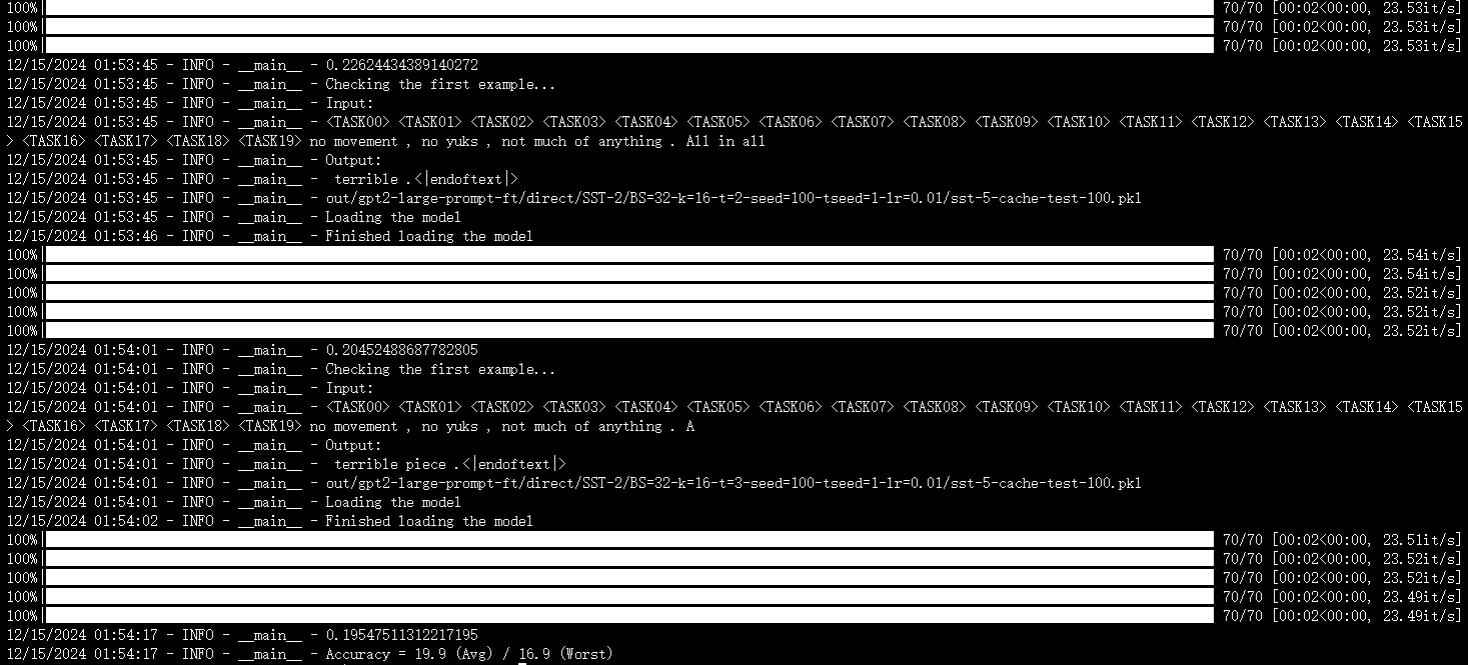 100% 70/70 [00:02<00:00, 23.53it/s]
100% 70/70 [00:02<00:00, 23.53it/s]
100% 70/70 [00:02<00:00, 23.53it/s]
12/15/2024 01:53:45 - INFO - __main__ - 0.22624434389140272
12/15/2024 01:53:45 - INFO - __main__ - Checking the first example...
12/15/2024 01:53:45 - INFO - __main__ - Input:
12/15/2024 01:53:45 - INFO - __main__ - <TASK00> <TASK01> <TASK02> <TASK03> <TASK04> <TASK05> <TASK06> <TASK07> <TASK08> <TASK09> <TASK10> <TASK11> <TASK12> <TASK13> <TASK14> <TASK15
> <TASK16> <TASK17> <TASK18> <TASK19> no movement , no yuks , not much of anything . All in all
12/15/2024 01:53:45 - INFO - __main__ - Output:
12/15/2024 01:53:45 - INFO - __main__ -  terrible .<|endoftext|>
12/15/2024 01:53:45 - INFO - __main__ - out/gpt2-large-prompt-ft/direct/SST-2/BS=32-k=16-t=2-seed=100-tseed=1-lr=0.01/sst-5-cache-test-100.pkl
12/15/2024 01:53:45 - INFO - __main__ - Loading the model
12/15/2024 01:53:46 - INFO - __main__ - Finished loading the model
100% 70/70 [00:02<00:00, 23.54it/s]
100% 70/70 [00:02<00:00, 23.54it/s]
100% 70/70 [00:02<00:00, 23.52it/s]
100% 70/70 [00:02<00:00, 23.52it/s]
100% 70/70 [00:02<00:00, 23.52it/s]
12/15/2024 01:54:01 - INFO - __main__ - 0.20452488687782805
12/15/2024 01:54:01 - INFO - __main__ - Checking the first example...
12/15/2024 01:54:01 - INFO - __main__ - Input:
12/15/2024 01:54:01 - INFO - __main__ - <TASK00> <TASK01> <TASK02> <TASK03> <TASK04> <TASK05> <TASK06> <TASK07> <TASK08> <TASK09> <TASK10> <TASK11> <TASK12> <TASK13> <TASK14> <TASK15
> <TASK16> <TASK17> <TASK18> <TASK19> no movement , no yuks , not much of anything . A
12/15/2024 01:54:01 - INFO - __main__ - Output:
12/15/2024 01:54:01 - INFO - __main__ -  terrible piece .<|endoftext|>
12/15/2024 01:54:01 - INFO - __main__ - out/gpt2-large-prompt-ft/direct/SST-2/BS=32-k=16-t=3-seed=100-tseed=1-lr=0.01/sst-5-cache-test-100.pkl
12/15/2024 01:54:01 - INFO - __main__ - Loading the model
12/15/2024 01:54:02 - INFO - __main__ - Finished loading the model
100% 70/70 [00:02<00:00, 23.51it/s]
100% 70/70 [00:02<00:00, 23.52it/s]
100% 70/70 [00:02<00:00, 23.52it/s]
100% 70/70 [00:02<00:00, 23.49it/s]
100% 70/70 [00:02<00:00, 23.49it/s]
12/15/2024 01:54:17 - INFO - __main__ - 0.19547511312217195
12/15/2024 01:54:17 - INFO - __main__ - Accuracy = 19.9 (Avg) / 16.9 (Worst)